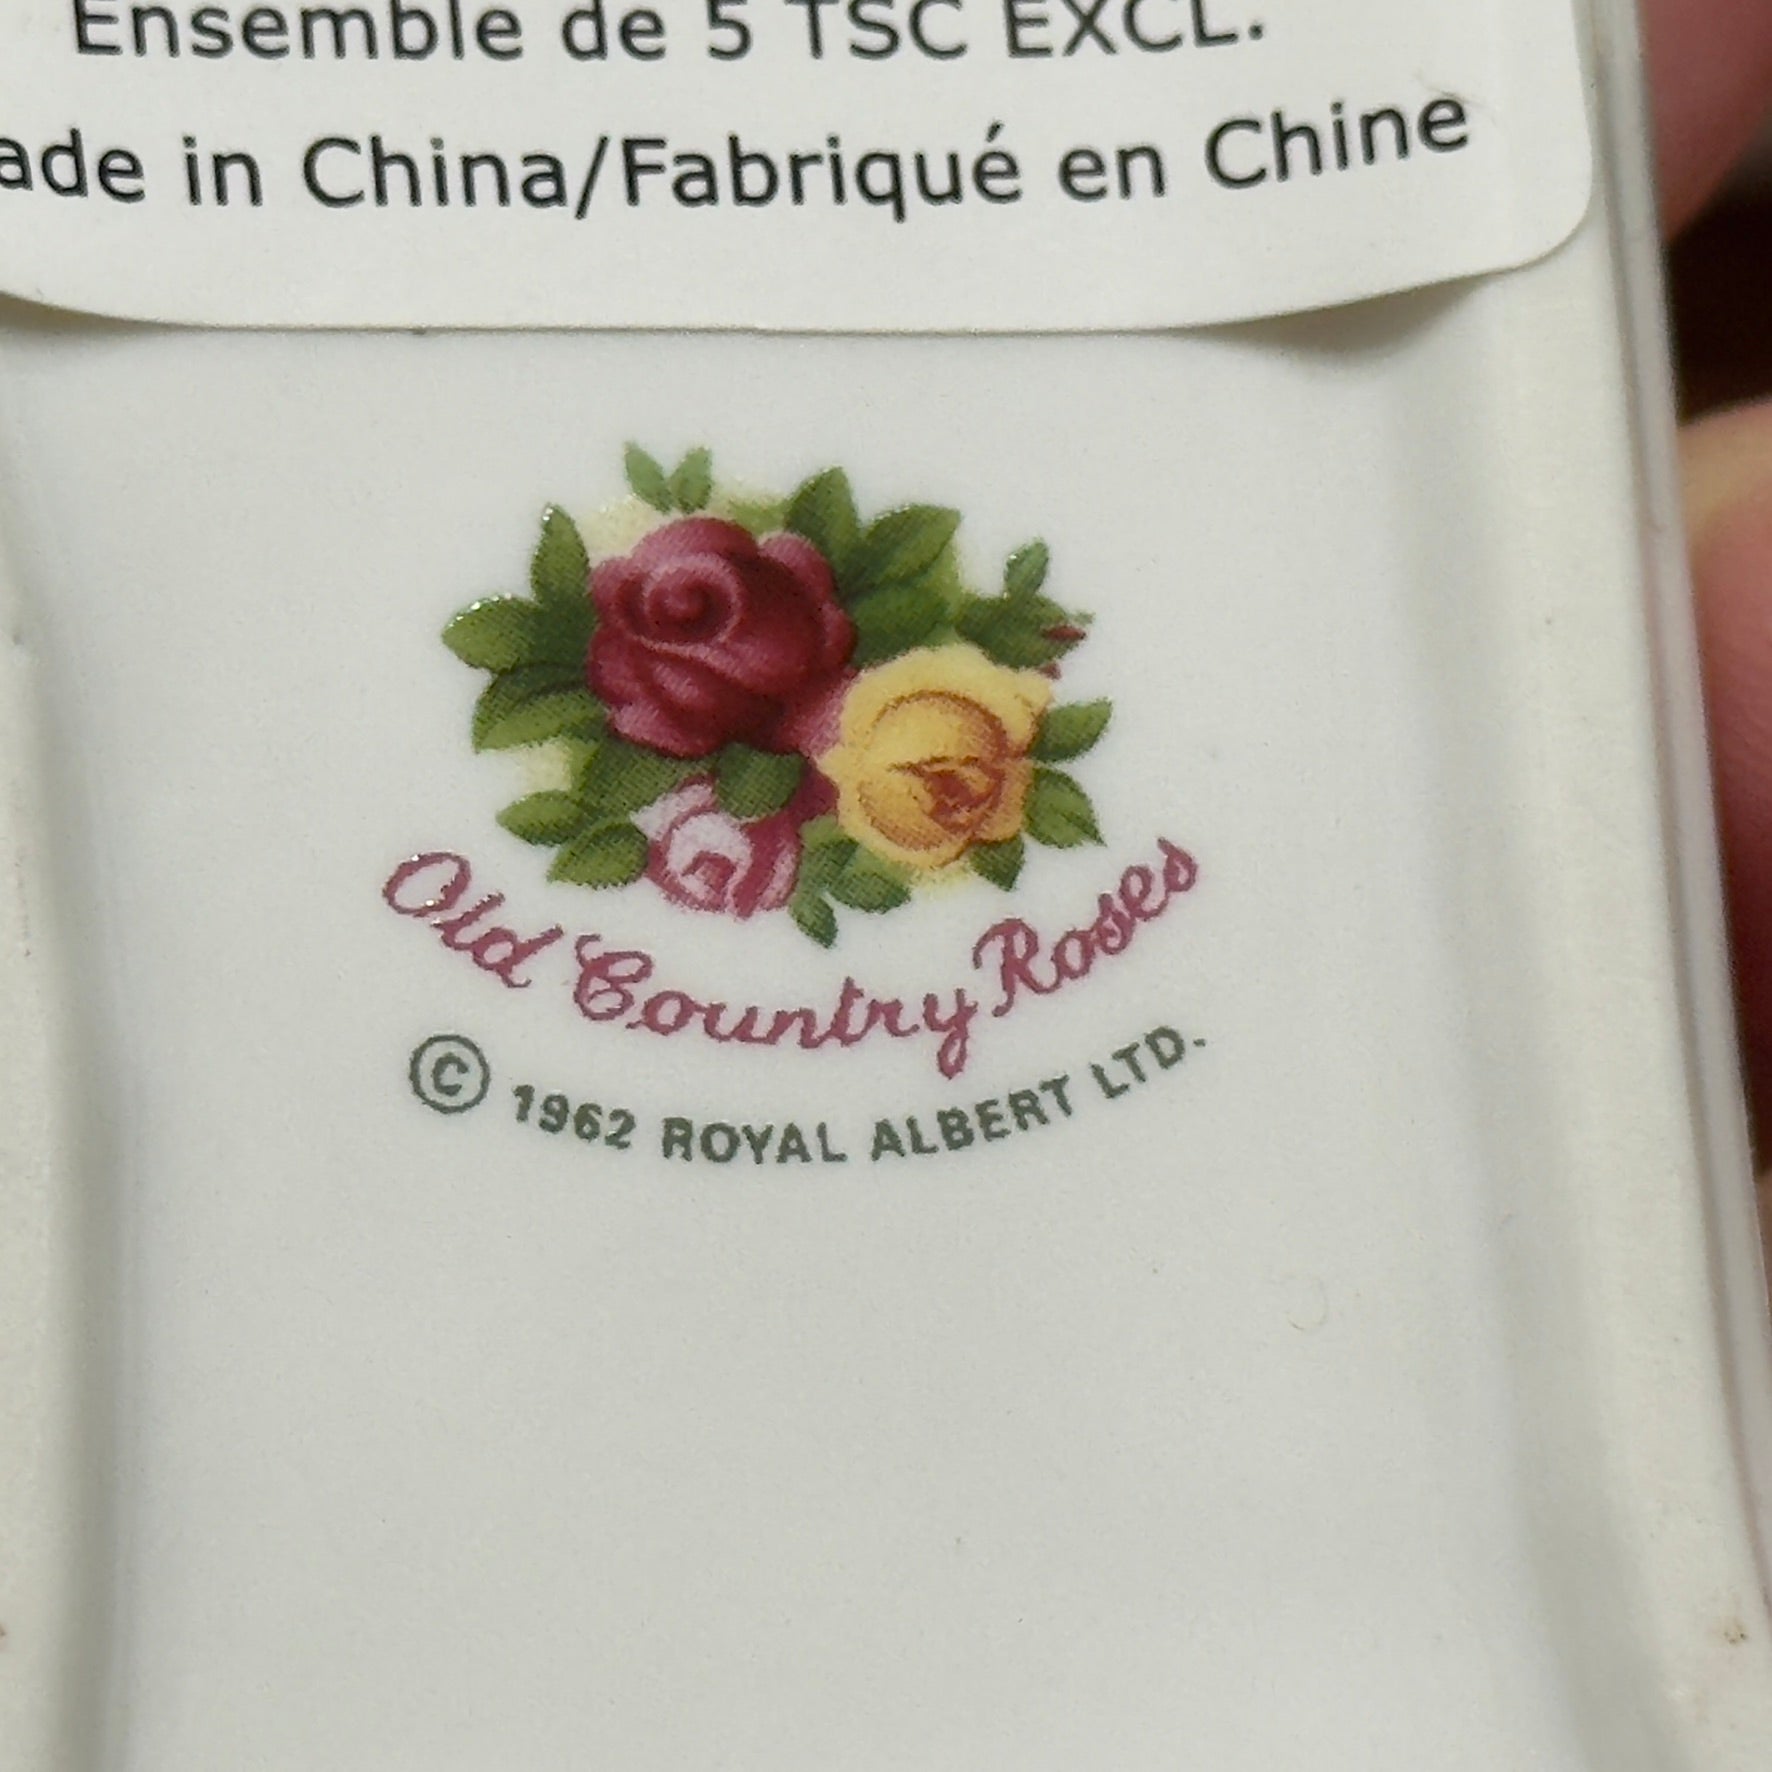 Ensemble de 5 TSC EXCL.
ade in China/Fabriqué en Chine
Old Country Roses
© 1962 ROYAL ALBERT LTD.